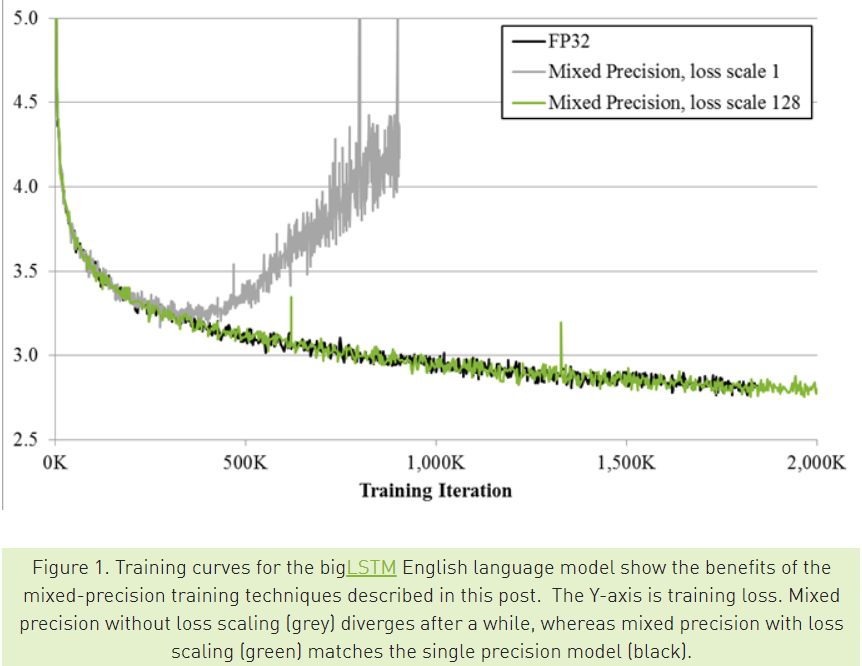 5.0
4.5
4.0
3.5
3.0
2.5
0K 500K 1,000K 1,500K 2,000K
Training Iteration
FP32
Mixed Precision, loss scale 1
Mixed Precision, loss scale 128
Figure 1. Training curves for the bigLSTM English language model show the benefits of the
mixed-precision training techniques described in this post.  The Y-axis is training loss. Mixed
precision without loss scaling (grey) diverges after a while, whereas mixed precision with loss
scaling (green) matches the single precision model (black).